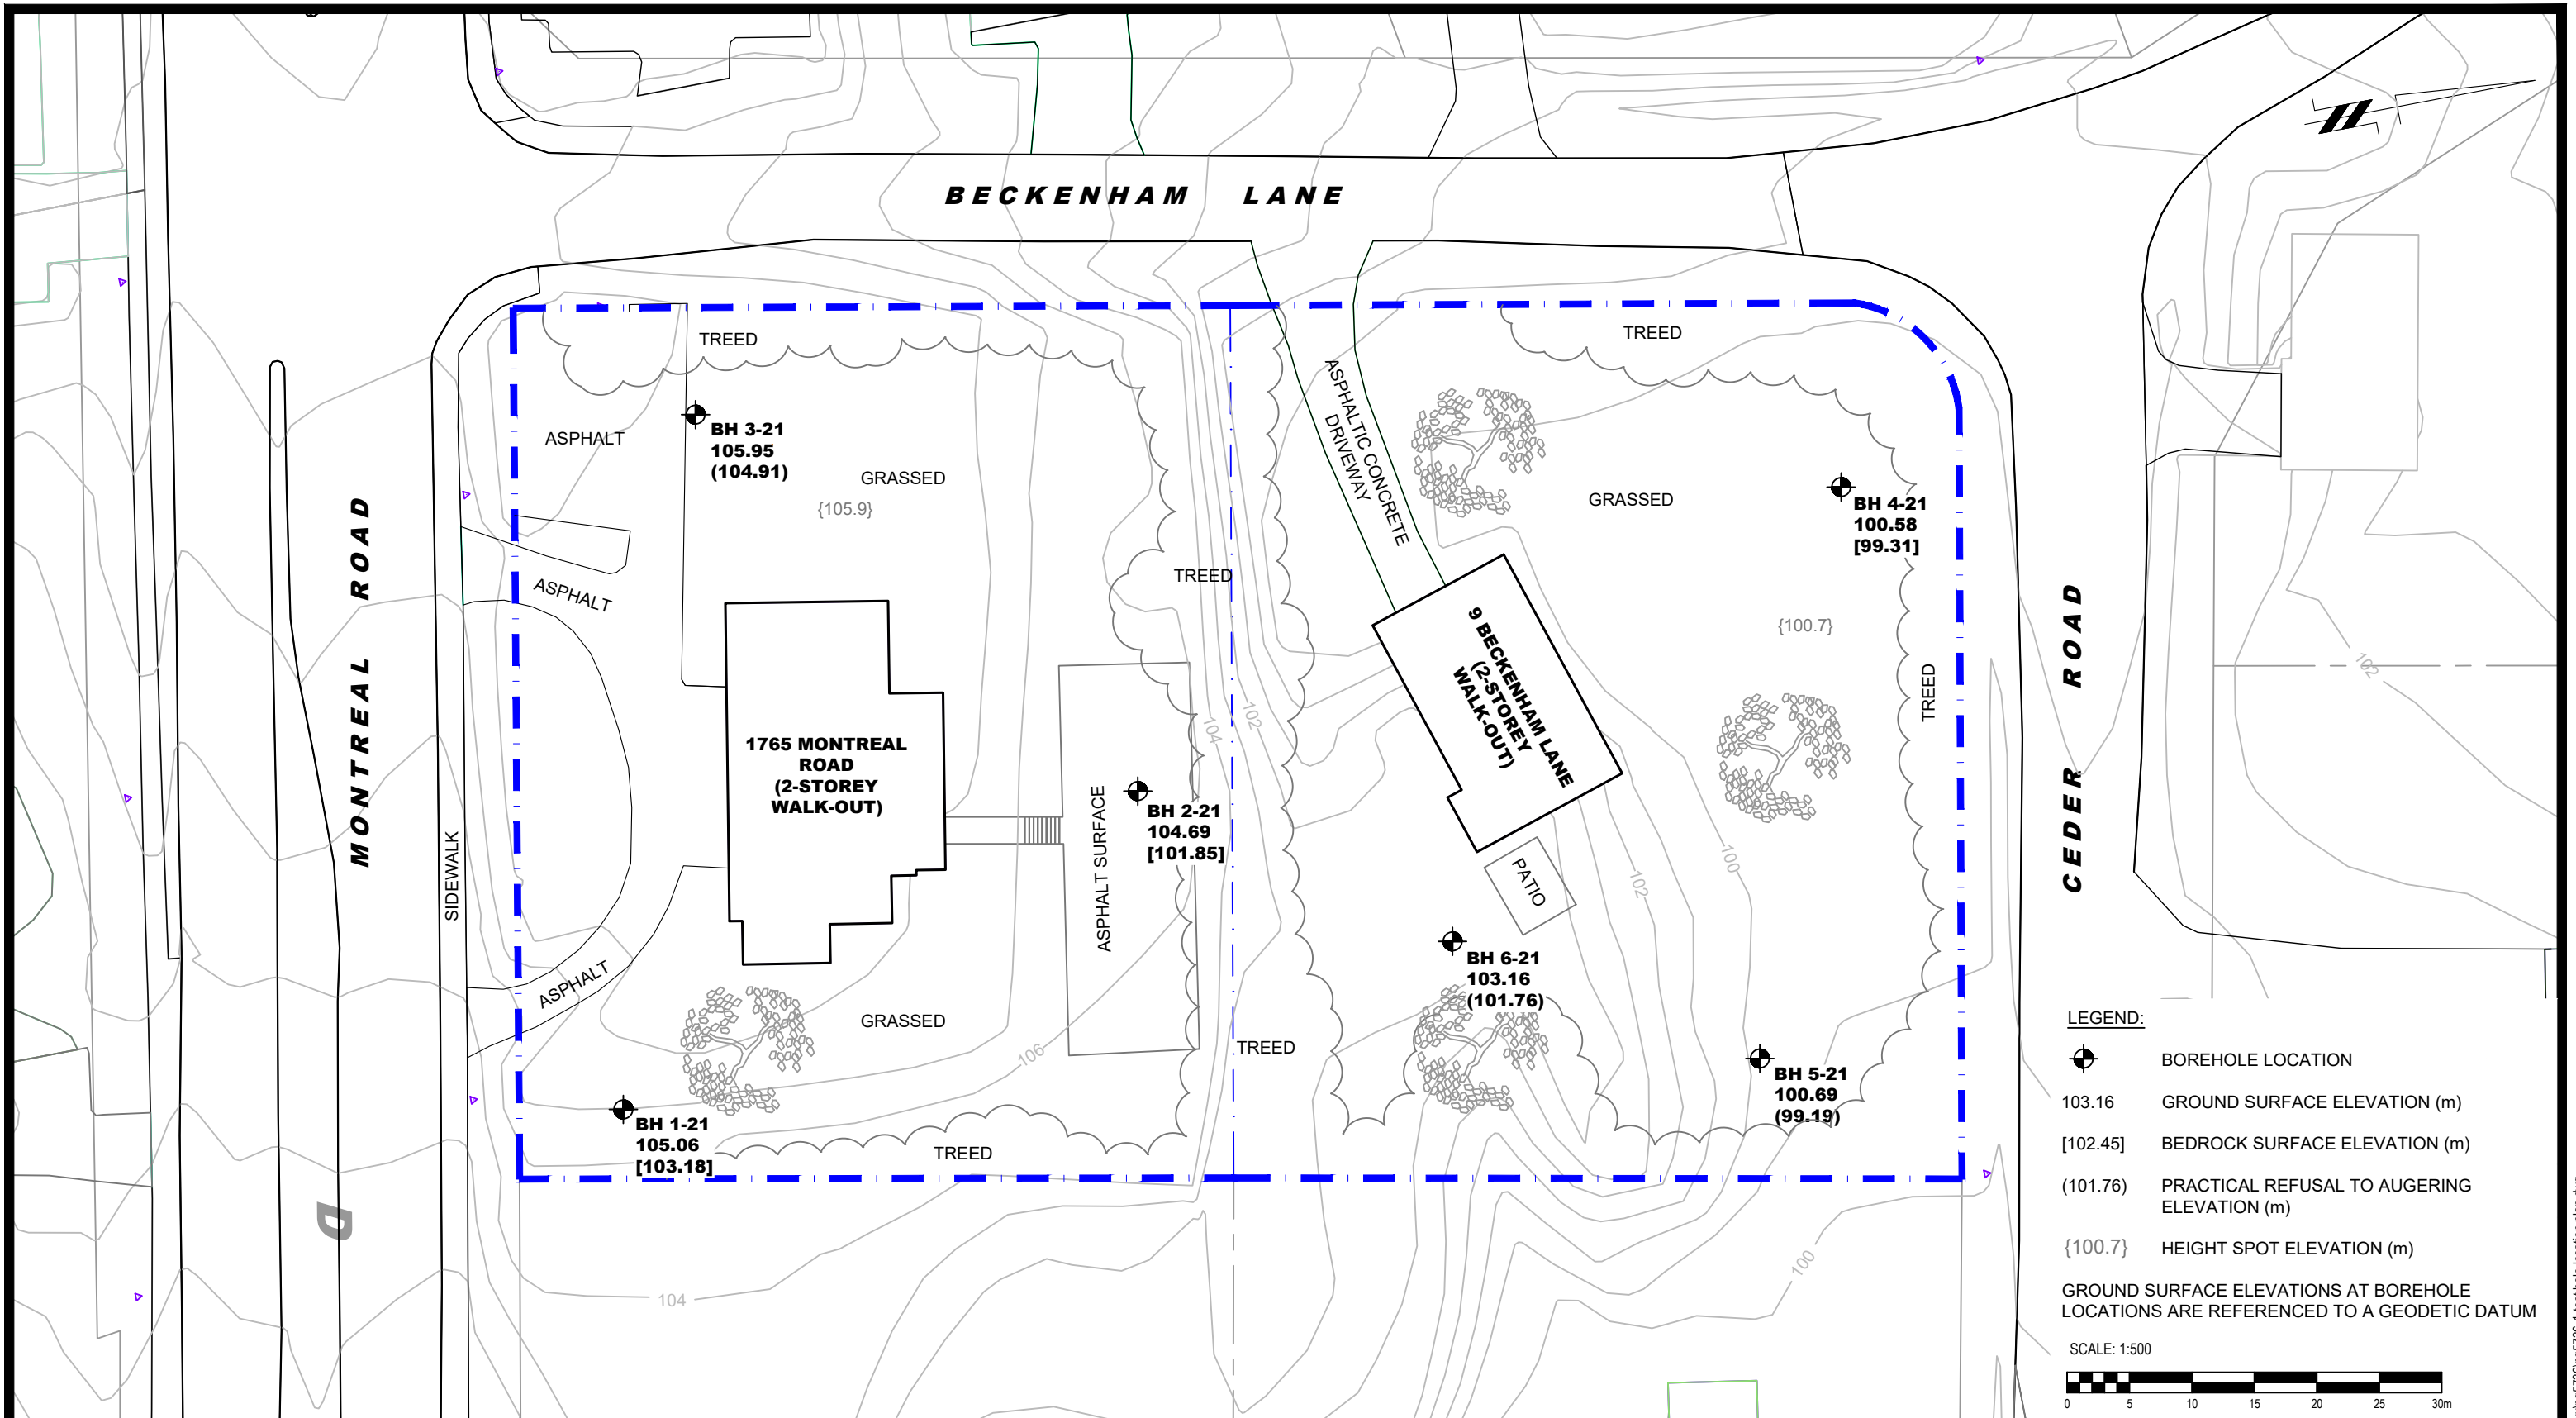 BECKENHAM LANE
TREED
TREED
ASPHALT
BH 3-21
105.95
(104.91)
GRASSED
{105.9}
ASPHALTIC CONCRETE
DRIVEWAY
GRASSED
BH 4-21
100.58
[99.31]
MONTREAL ROAD
ASPHALT
TREED
9 BECKENHAM LANE
(2-STOREY
WALK-OUT)
{100.7}
TREED
CEDER ROAD
102
1765 MONTREAL
ROAD
(2-STOREY
WALK-OUT)
104
102
BH 2-21
104.69
[101.85]
ASPHALT SURFACE
SIDEWALK
PATIO
102
100
ASPHALT
GRASSED
106
TREED
BH 6-21
103.16
(101.76)
BH 5-21
100.69
(99.19)
BH 1-21
105.06
[103.18]
TREED
D
104
100
LEGEND:
BOREHOLE LOCATION
103.16 GROUND SURFACE ELEVATION (m)
[102.45] BEDROCK SURFACE ELEVATION (m)
(101.76) PRACTICAL REFUSAL TO AUGERING
ELEVATION (m)
{100.7} HEIGHT SPOT ELEVATION (m)
GROUND SURFACE ELEVATIONS AT BOREHOLE
LOCATIONS ARE REFERENCED TO A GEODETIC DATUM
SCALE: 1:500
0 5 10 15 20 25 30m